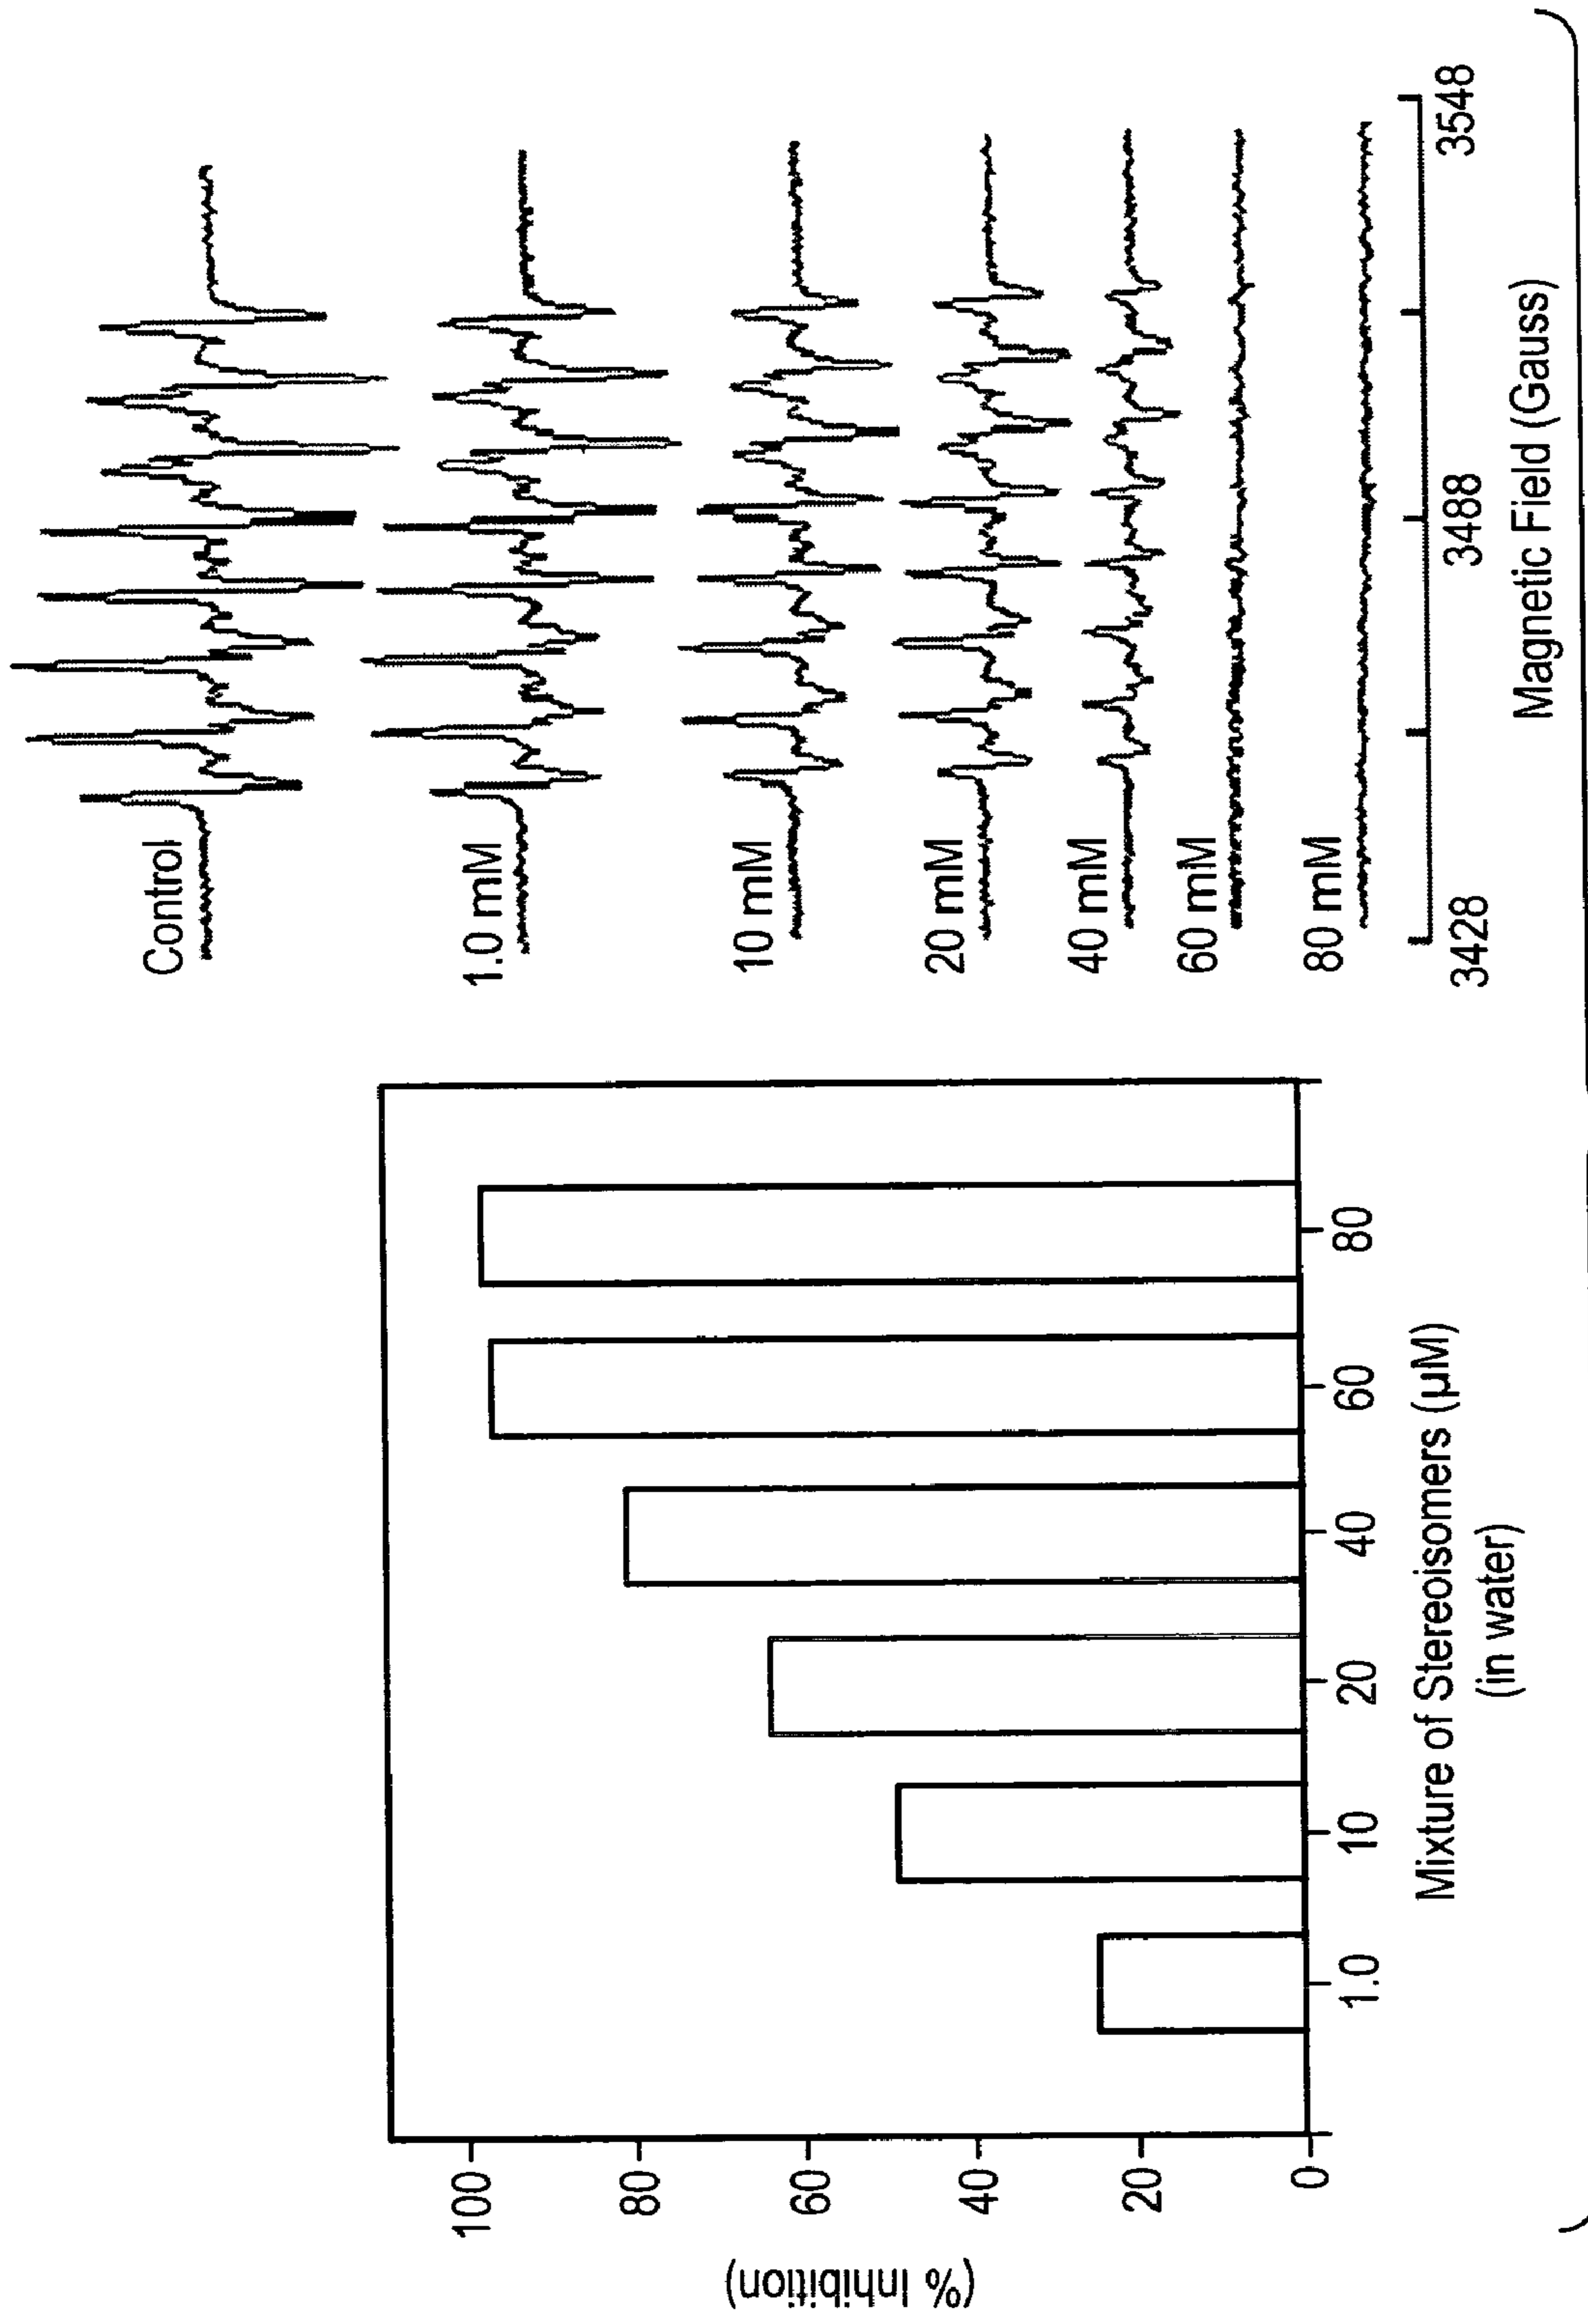 (% Inhibition)
100
80
60
40
20
0
1.0 10 20 40 60 80
Mixture of Stereoisomers (µM)
(in water)
Control
1.0 mM
10 mM
20 mM
40 mM
60 mM
80 mM
3428 3488 3548
Magnetic Field (Gauss)